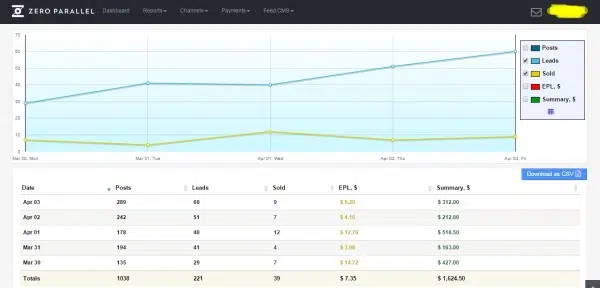 ZERO PARALLEL Dashboard Reports Channels Payments Feed CMS
70
60
50
40
30
20
10
Posts
Leads
Sold
EPL, $
Summary, $
Mar 30, Mon Mar 31, Tue Apr 01, Wed Apr 02, Thu Apr 03, Fri
Download as CSV
Date Posts Leads Sold EPL, $ Summary, $
Apr 03 289 60 9 $ 5.20 $ 312.00
Apr 02 242 51 7 $ 4.16 $ 212.00
Apr 01 178 40 12 $ 12.76 $ 510.50
Mar 31 194 41 4 $ 3.98 $ 163.00
Mar 30 135 29 7 $ 14.72 $ 427.00
Totals 1038 221 39 $ 7.35 $ 1,624.50